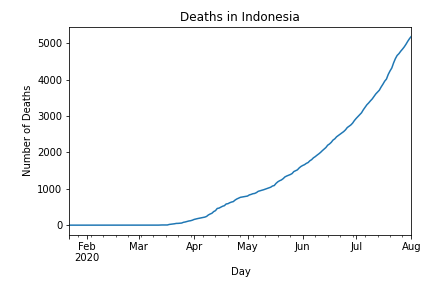 Deaths in Indonesia
Number of Deaths
5000
4000
3000
2000
1000
0
Feb
2020
Mar
Apr
May
Jun
Jul
Aug
Day